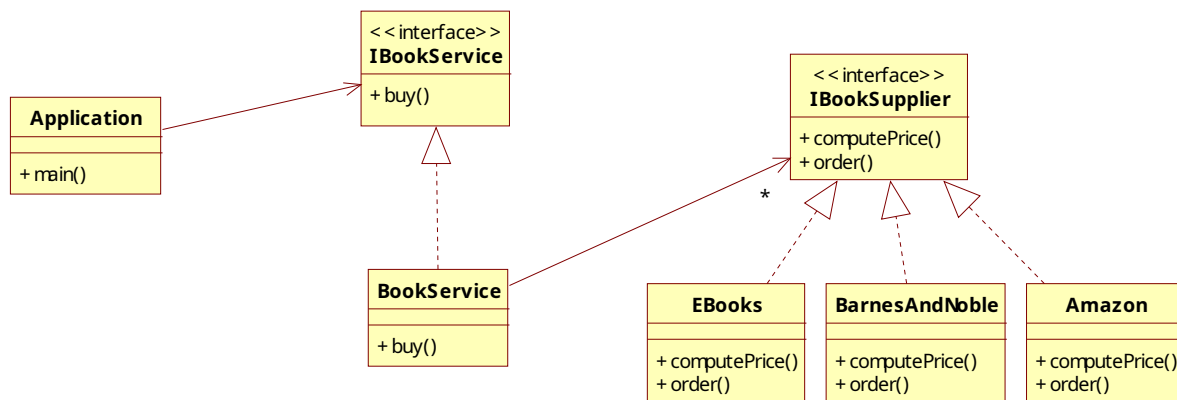 <<interface>>
IBookService
+ buy()
Application
+ main()
<<interface>>
IBookSupplier
+ computePrice()
+ order()
*
BookService
+ buy()
EBooks
+ computePrice()
+ order()
BarnesAndNoble
+ computePrice()
+ order()
Amazon
+ computePrice()
+ order()